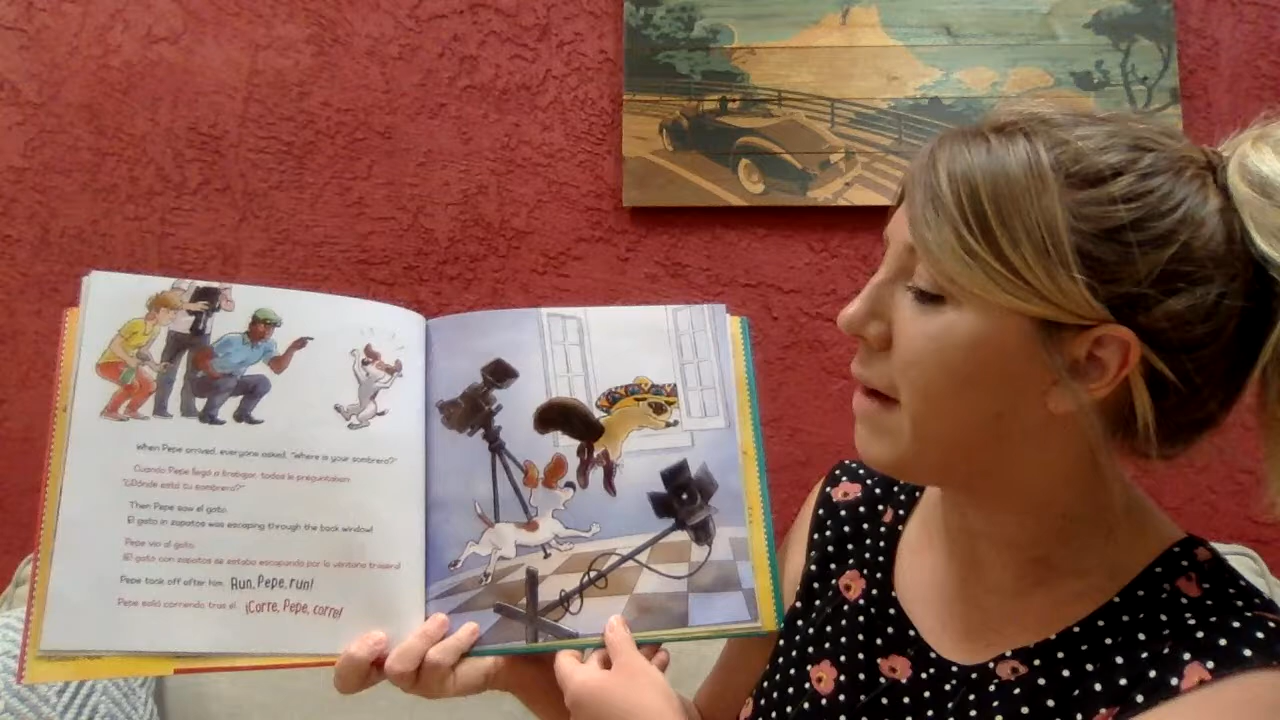 When Pepe arrived, everyone asked, "Where is your sombrero?"
Cuando Pepe llegó a trabajar, todos le preguntaban
"¿Dónde está tu sombrero?"
Then Pepe saw el gato.
El gato in zapatos was escaping through the back window!
Pepe vio al gato.
¡El gato con zapatos se estaba escapando por la ventana trasera!
Pepe took off after him. Run, Pepe, run!
Pepe salió corriendo tras él. ¡Corre, Pepe, corre!